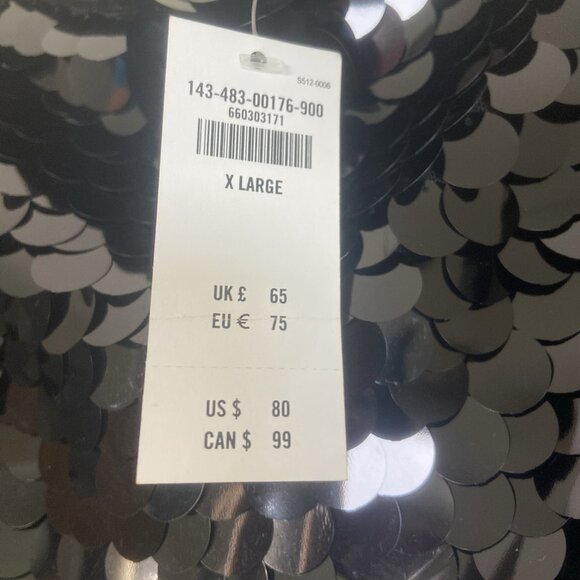 S512-0006
143-483-00176-900
660303171
X LARGE
UK £ 65
EU € 75
US $ 80
CAN $ 99